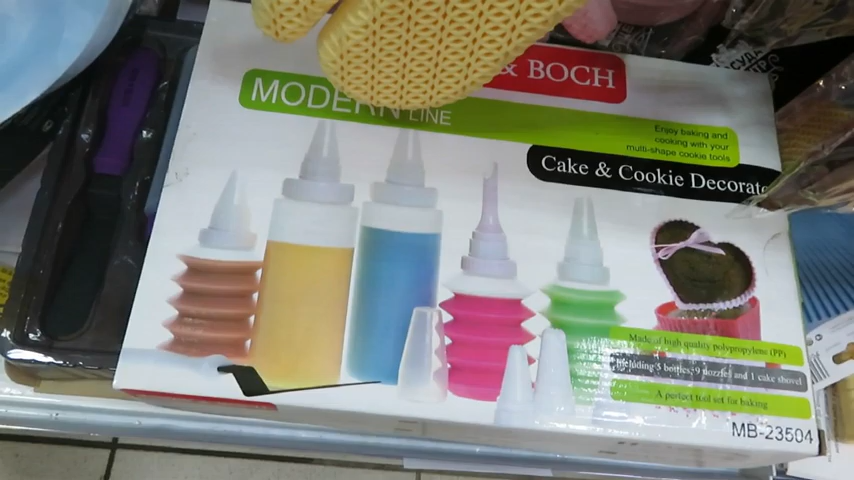 & BOCH
MODERN LINE
Enjoy baking and
cooking with your
multi-shape cookie tools
Cake & Cookie Decorato
Made of high quality polypropylene (PP)
Including 5 bottles, 9 nozzles and 1 cake shovel
A perfect tool set for baking
MB-23504